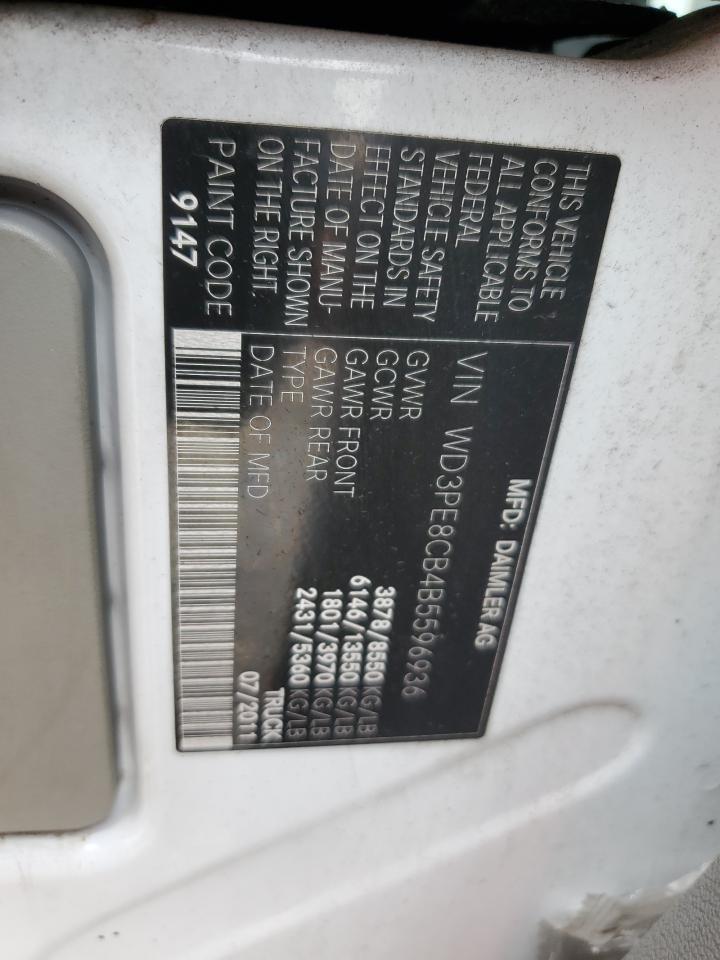 THIS VEHICLE
CONFORMS TO
ALL APPLICABLE
FEDERAL
VEHICLE SAFETY
STANDARDS IN
EFFECT ON THE
DATE OF MANU-
FACTURE SHOWN
ON THE RIGHT
PAINT CODE
9147
MFD: DAIMLER AG
VIN WD3PE8CB4B5596936
GVWR 3878/8550 KG/LB
GCWR 6146/13550 KG/LB
GAWR FRONT 1801/3970 KG/LB
GAWR REAR 2431/5360 KG/LB
TYPE TRUCK
DATE OF MFD 07/2011